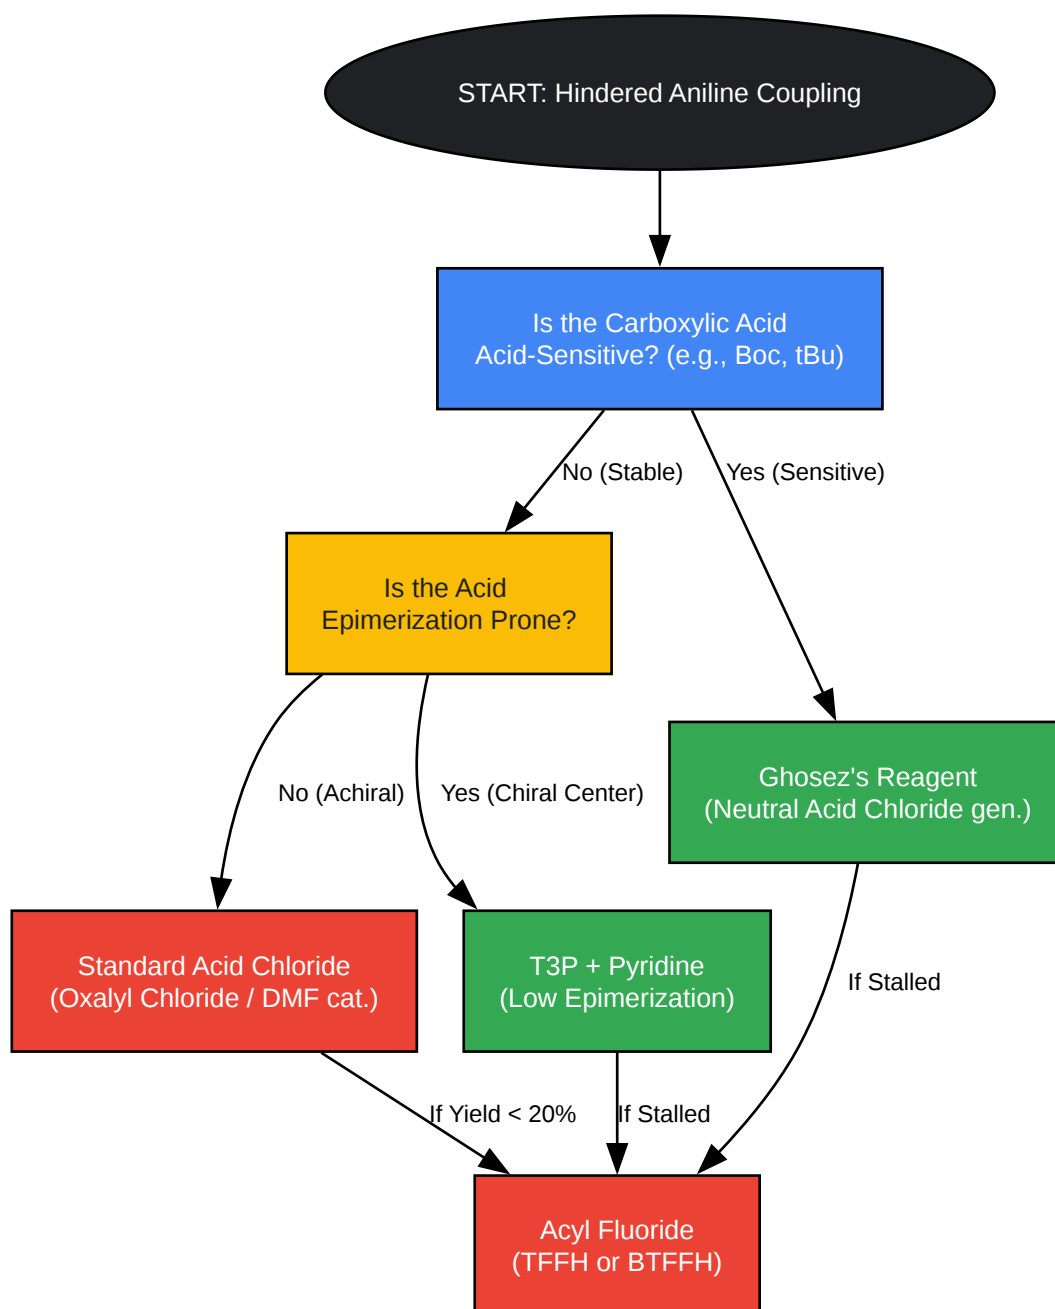 START: Hindered Aniline Coupling
Is the Carboxylic Acid
Acid-Sensitive? (e.g., Boc, tBu)
No (Stable)
Yes (Sensitive)
Is the Acid
Epimerization Prone?
Ghosez's Reagent
(Neutral Acid Chloride gen.)
No (Achiral)
Yes (Chiral Center)
Standard Acid Chloride
(Oxalyl Chloride / DMF cat.)
T3P + Pyridine
(Low Epimerization)
If Stalled
If Yield < 20%
If Stalled
Acyl Fluoride
(TFFH or BTFFH)